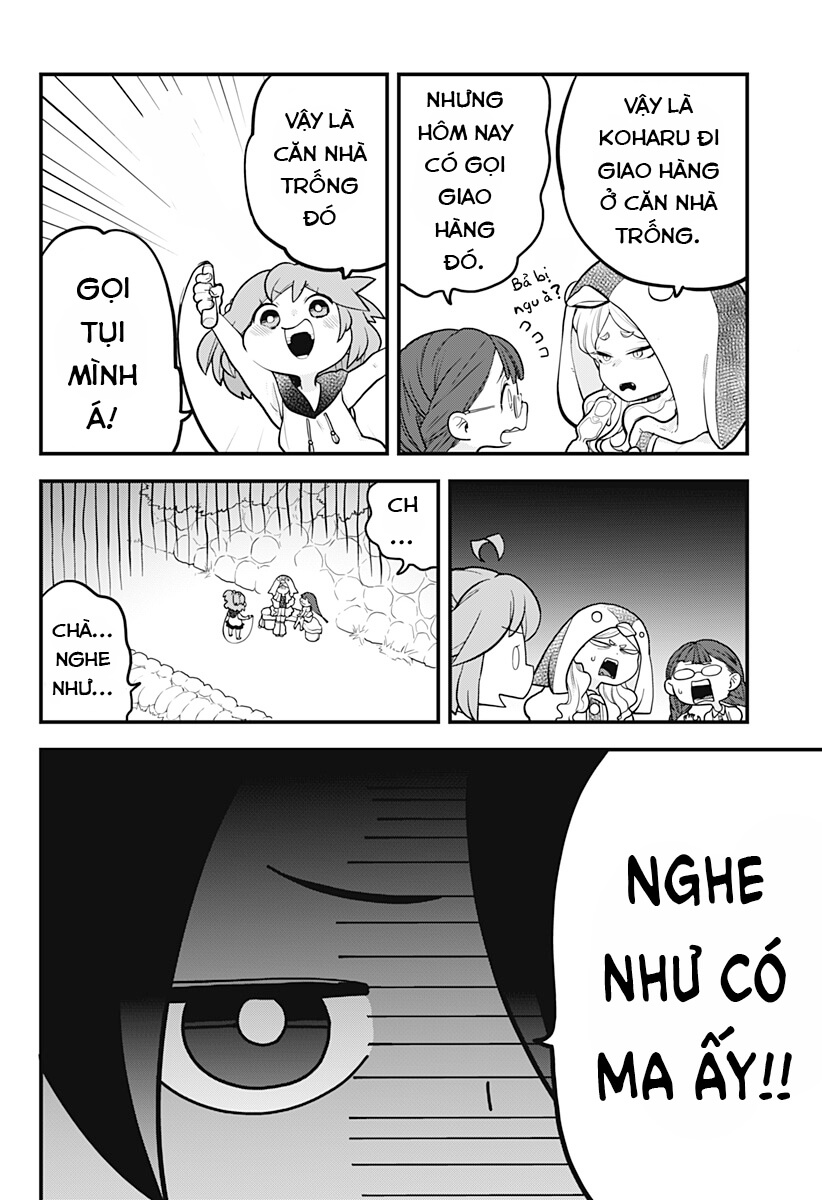 VẬY LÀ
KOHARU ĐI
GIAO HÀNG
Ở CĂN NHÀ
TRỐNG.
NHƯNG
HÔM NAY
CÓ GỌI
GIAO
HÀNG
ĐÓ.
Bả bị
ngu à?
VẬY LÀ
CĂN NHÀ
TRỐNG
ĐÓ
GỌI
TỤI
MÌNH
Á!
CH
...
CHÀ...
NGHE
NHƯ...
NGHE
NHƯ CÓ
MA ẤY!!